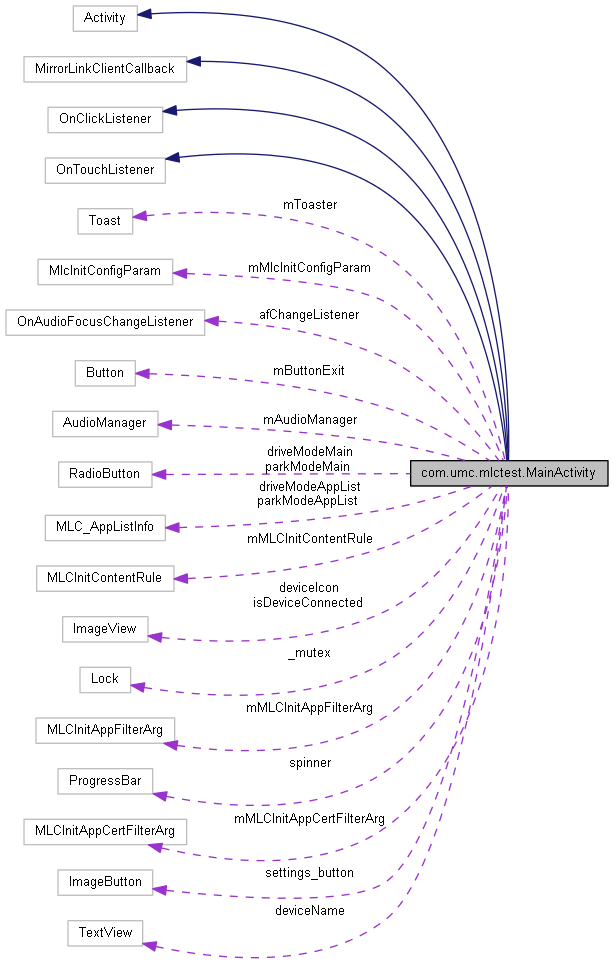 Activity
MirrorLinkClientCallback
OnClickListener
OnTouchListener
mToaster
Toast
mMlcInitConfigParam
MlcInitConfigParam
afChangeListener
OnAudioFocusChangeListener
mButtonExit
Button
mAudioManager
AudioManager
driveModeMain
parkModeMain
RadioButton
com.umc.mlctest.MainActivity
driveModeAppList
parkModeAppList
MLC_AppListInfo
mMLCInitContentRule
MLCInitContentRule
deviceIcon
isDeviceConnected
ImageView
_mutex
Lock
mMLCInitAppFilterArg
MLCInitAppFilterArg
spinner
ProgressBar
mMLCInitAppCertFilterArg
MLCInitAppCertFilterArg
settings_button
ImageButton
deviceName
TextView